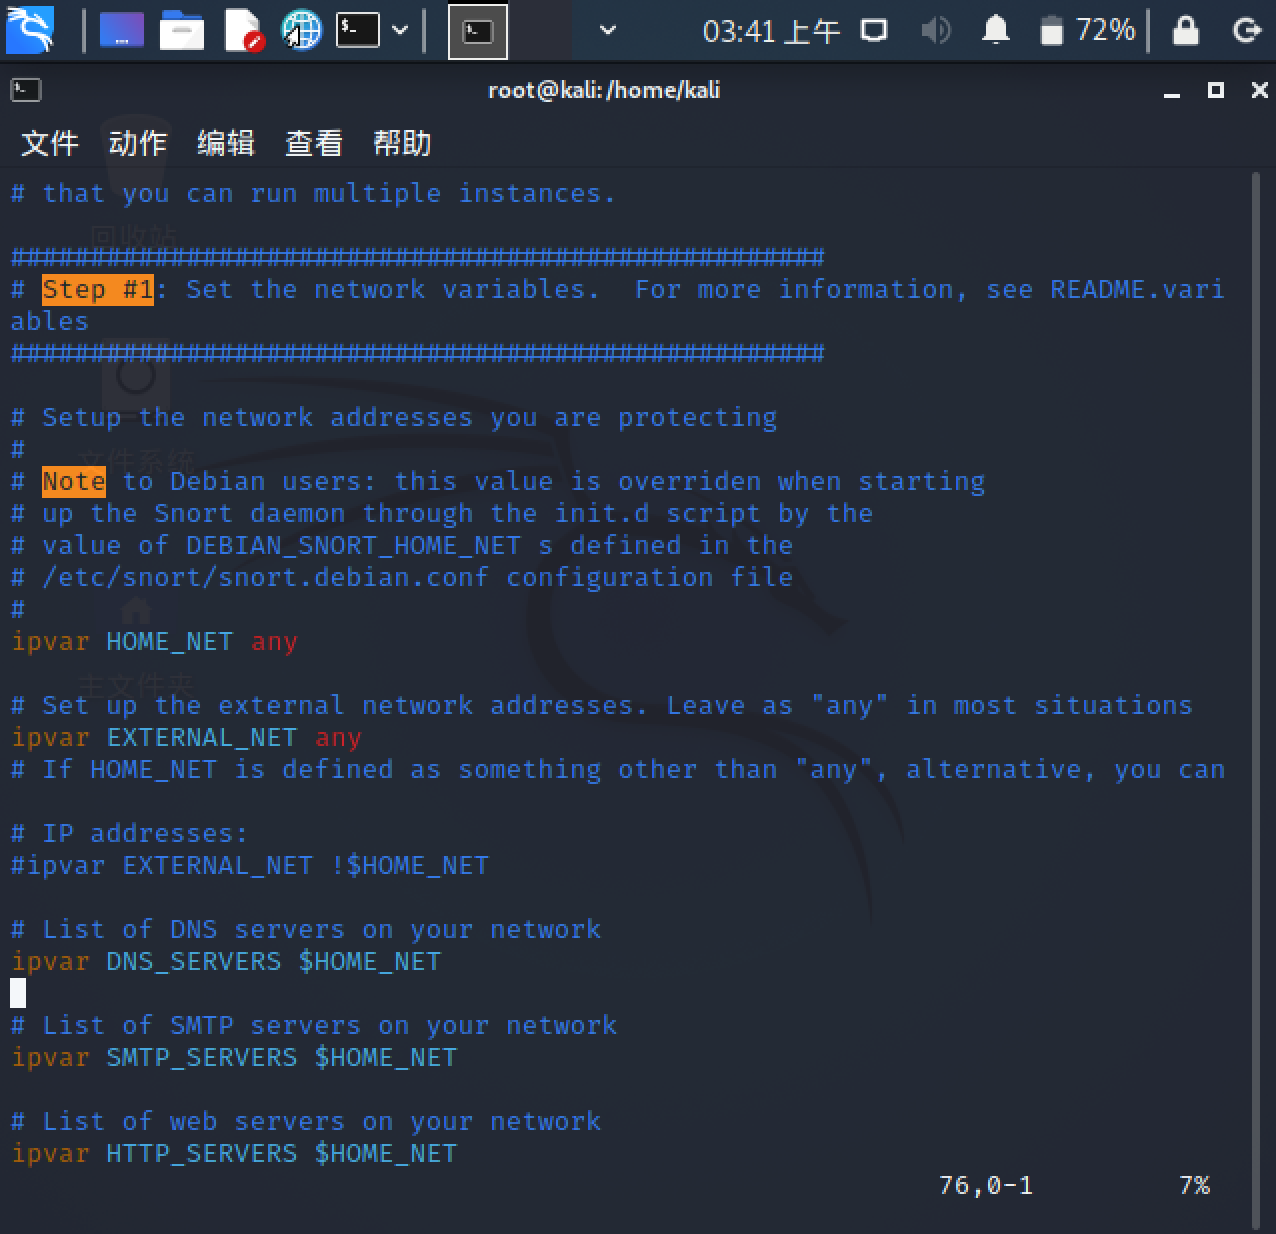 03:41 上午 72%
root@kali: /home/kali
文件 动作 编辑 查看 帮助
# that you can run multiple instances.
回收站
###################################################
# Step #1: Set the network variables.  For more information, see README.vari
ables
###################################################
# Setup the network addresses you are protecting
#
文件系统
# Note to Debian users: this value is overriden when starting
# up the Snort daemon through the init.d script by the
# value of DEBIAN_SNORT_HOME_NET s defined in the
# /etc/snort/snort.debian.conf configuration file
#
ipvar HOME_NET any
主文件夹
# Set up the external network addresses. Leave as "any" in most situations
ipvar EXTERNAL_NET any
# If HOME_NET is defined as something other than "any", alternative, you can
# IP addresses:
#ipvar EXTERNAL_NET !$HOME_NET
# List of DNS servers on your network
ipvar DNS_SERVERS $HOME_NET
# List of SMTP servers on your network
ipvar SMTP_SERVERS $HOME_NET
# List of web servers on your network
ipvar HTTP_SERVERS $HOME_NET
76,0-1 7%